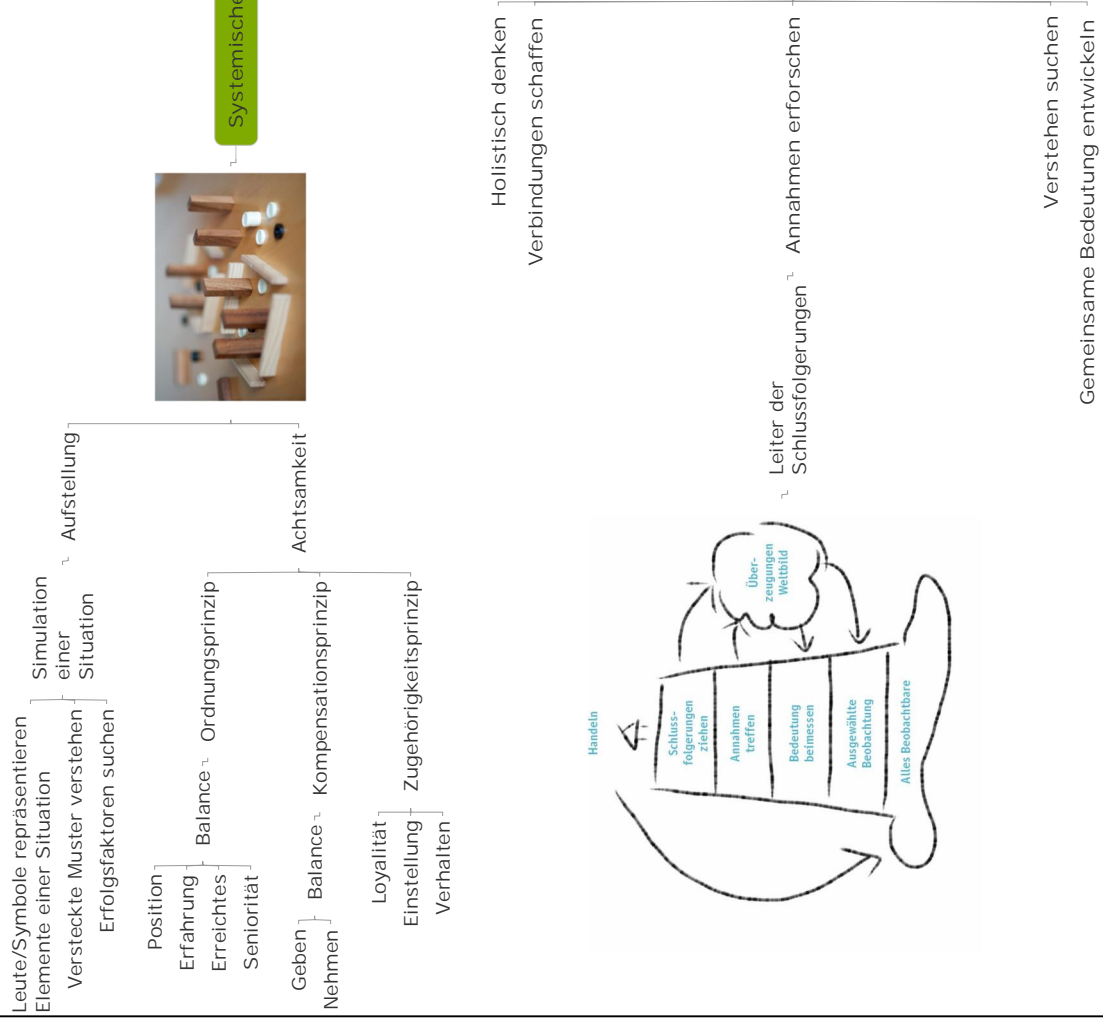 Systemische
Aufstellung
Simulation
einer
Situation
Leute/Symbole repräsentieren
Elemente einer Situation
Versteckte Muster verstehen
Erfolgsfaktoren suchen
Achtsamkeit
Ordnungsprinzip
Balance
Position
Erfahrung
Erreichtes
Seniorität
Kompensationsprinzip
Balance
Geben
Nehmen
Zugehörigkeitsprinzip
Loyalität
Einstellung
Verhalten
Holistisch denken
Verbindungen schaffen
Annahmen erforschen
Leiter der
Schlussfolgerungen
Handeln
Schluss-
folgerungen
ziehen
Annahmen
treffen
Bedeutung
beimessen
Ausgewählte
Beobachtung
Alles Beobachtbare
Über-
zeugungen
Weltbild
Verstehen suchen
Gemeinsame Bedeutung entwickeln